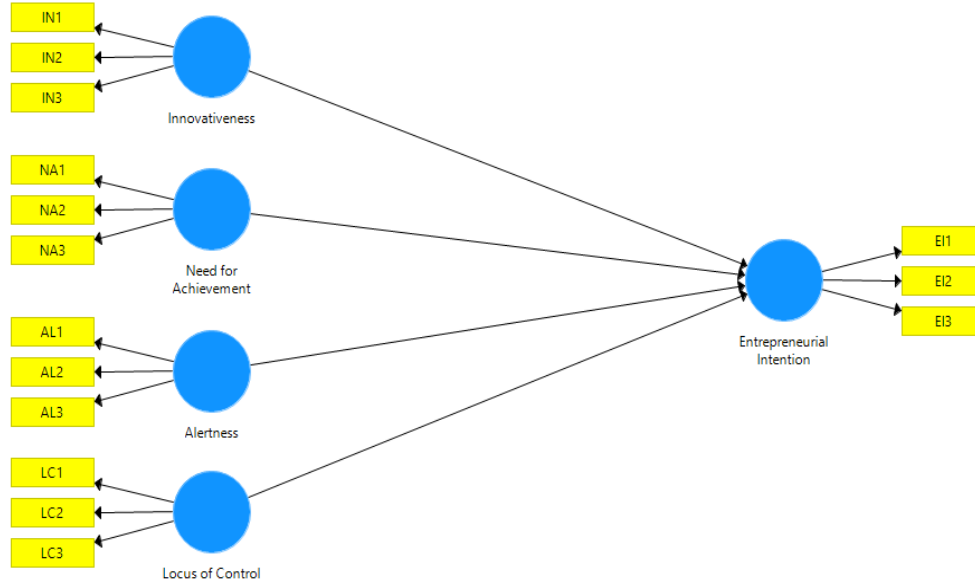 IN1
IN2
IN3
Innovativeness
NA1
NA2
NA3
Need for
Achievement
AL1
AL2
AL3
Alertness
LC1
LC2
LC3
Locus of Control
EI1
EI2
EI3
Entrepreneurial
Intention